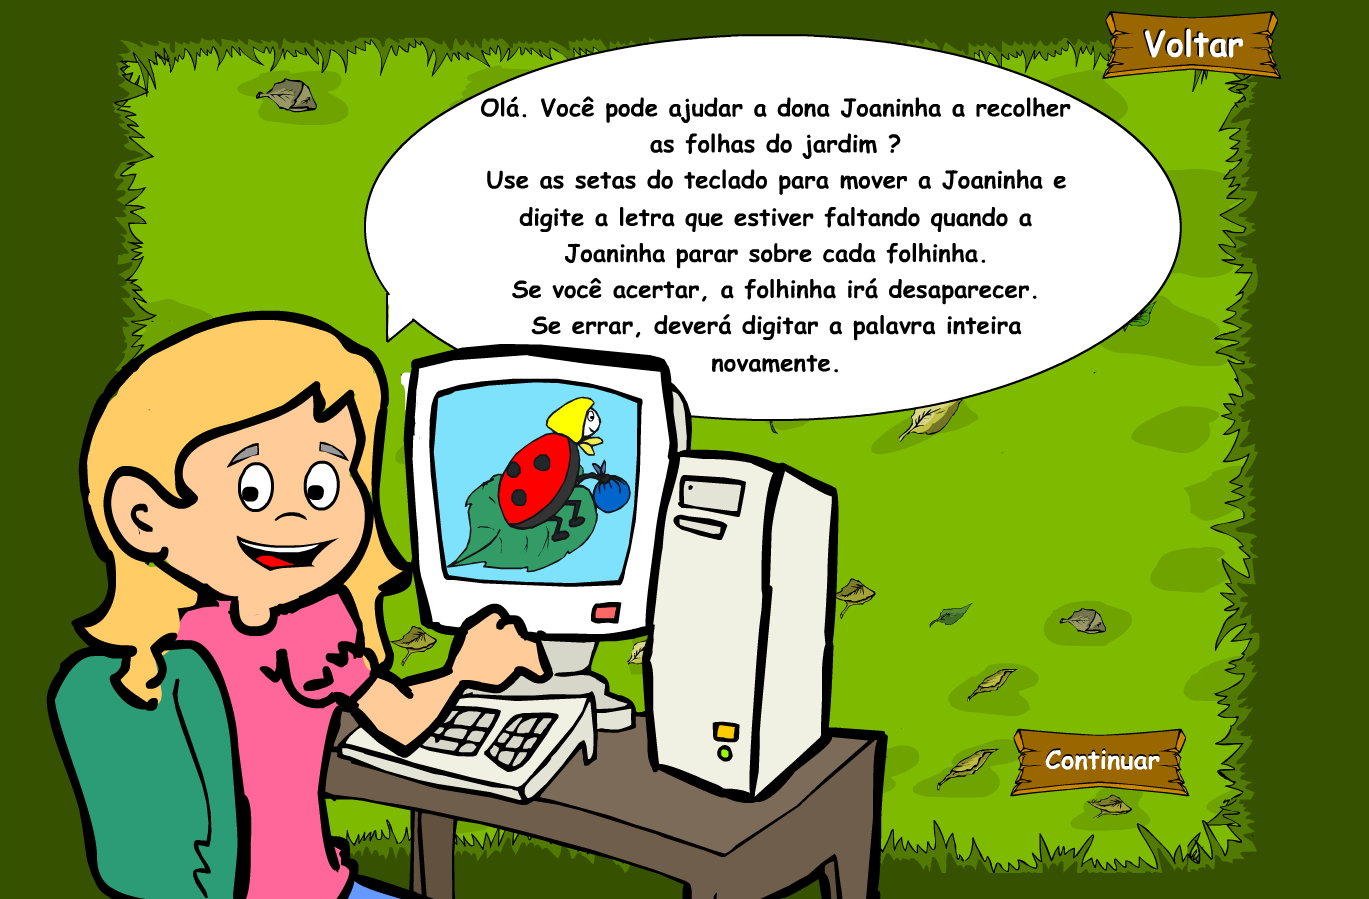 Voltar
Olá. Você pode ajudar a dona Joaninha a recolher
as folhas do jardim ?
Use as setas do teclado para mover a Joaninha e
digite a letra que estiver faltando quando a
Joaninha parar sobre cada folhinha.
Se você acertar, a folhinha irá desaparecer.
Se errar, deverá digitar a palavra inteira
novamente.
Continuar